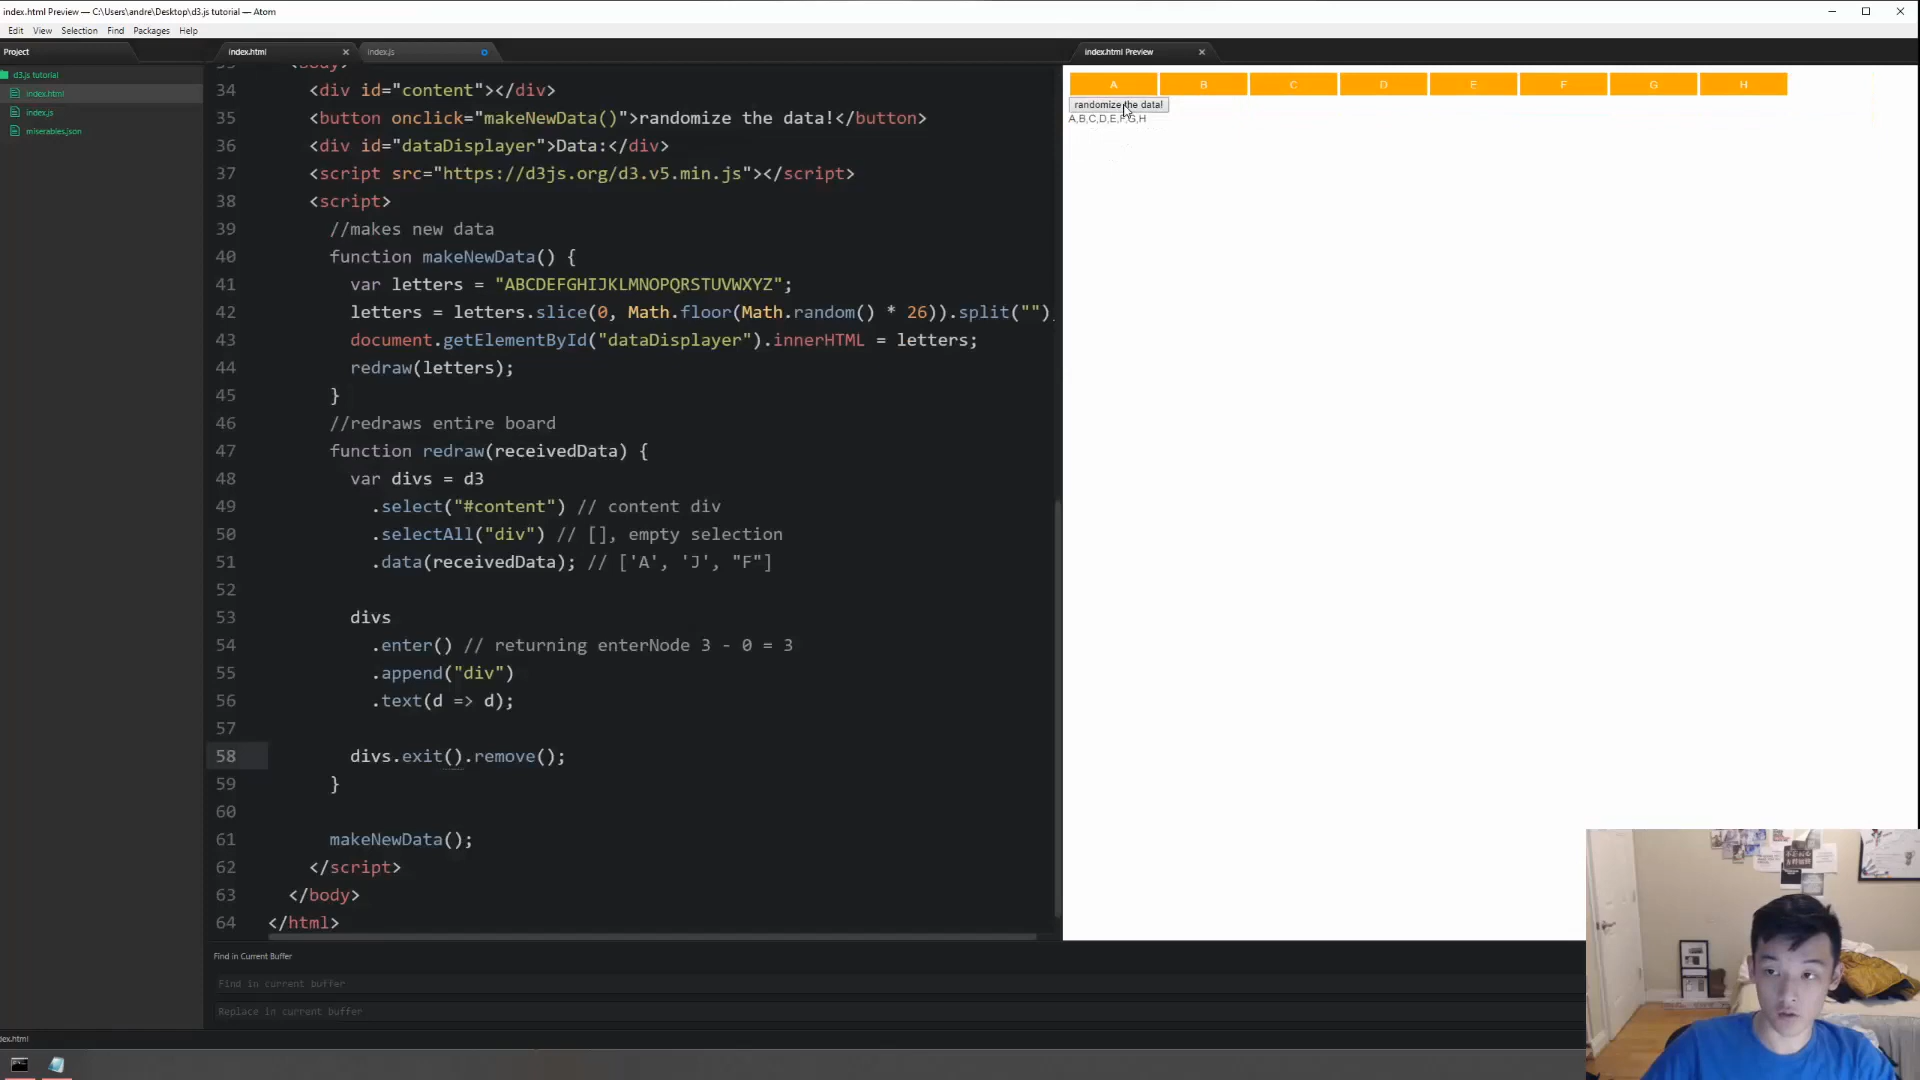 index.html Preview — C:\Users\andre\Desktop\d3.js tutorial — Atom
Edit View Selection Find Packages Help
Project
index.html
index.js
index.html Preview
d3.js tutorial
index.html
index.js
miserables.json
34 <div id="content"></div>
35 <button onclick="makeNewData()">randomize the data!</button>
36 <div id="dataDisplayer">Data:</div>
37 <script src="https://d3js.org/d3.v5.min.js"></script>
38 <script>
39 //makes new data
40 function makeNewData() {
41 var letters = "ABCDEFGHIJKLMNOPQRSTUVWXYZ";
42 letters = letters.slice(0, Math.floor(Math.random() * 26)).split("")
43 document.getElementById("dataDisplayer").innerHTML = letters;
44 redraw(letters);
45 }
46 //redraws entire board
47 function redraw(receivedData) {
48 var divs = d3
49 .select("#content") // content div
50 .selectAll("div") // [], empty selection
51 .data(receivedData); // ['A', 'J', "F"]
52
53 divs
54 .enter() // returning enterNode 3 - 0 = 3
55 .append("div")
56 .text(d => d);
57
58 divs.exit().remove();
59 }
60
61 makeNewData();
62 </script>
63 </body>
64 </html>
A B C D E F G H
randomize the data!
A,B,C,D,E,F,G,H
Find in Current Buffer
Find in current buffer
Replace in current buffer
dex.html